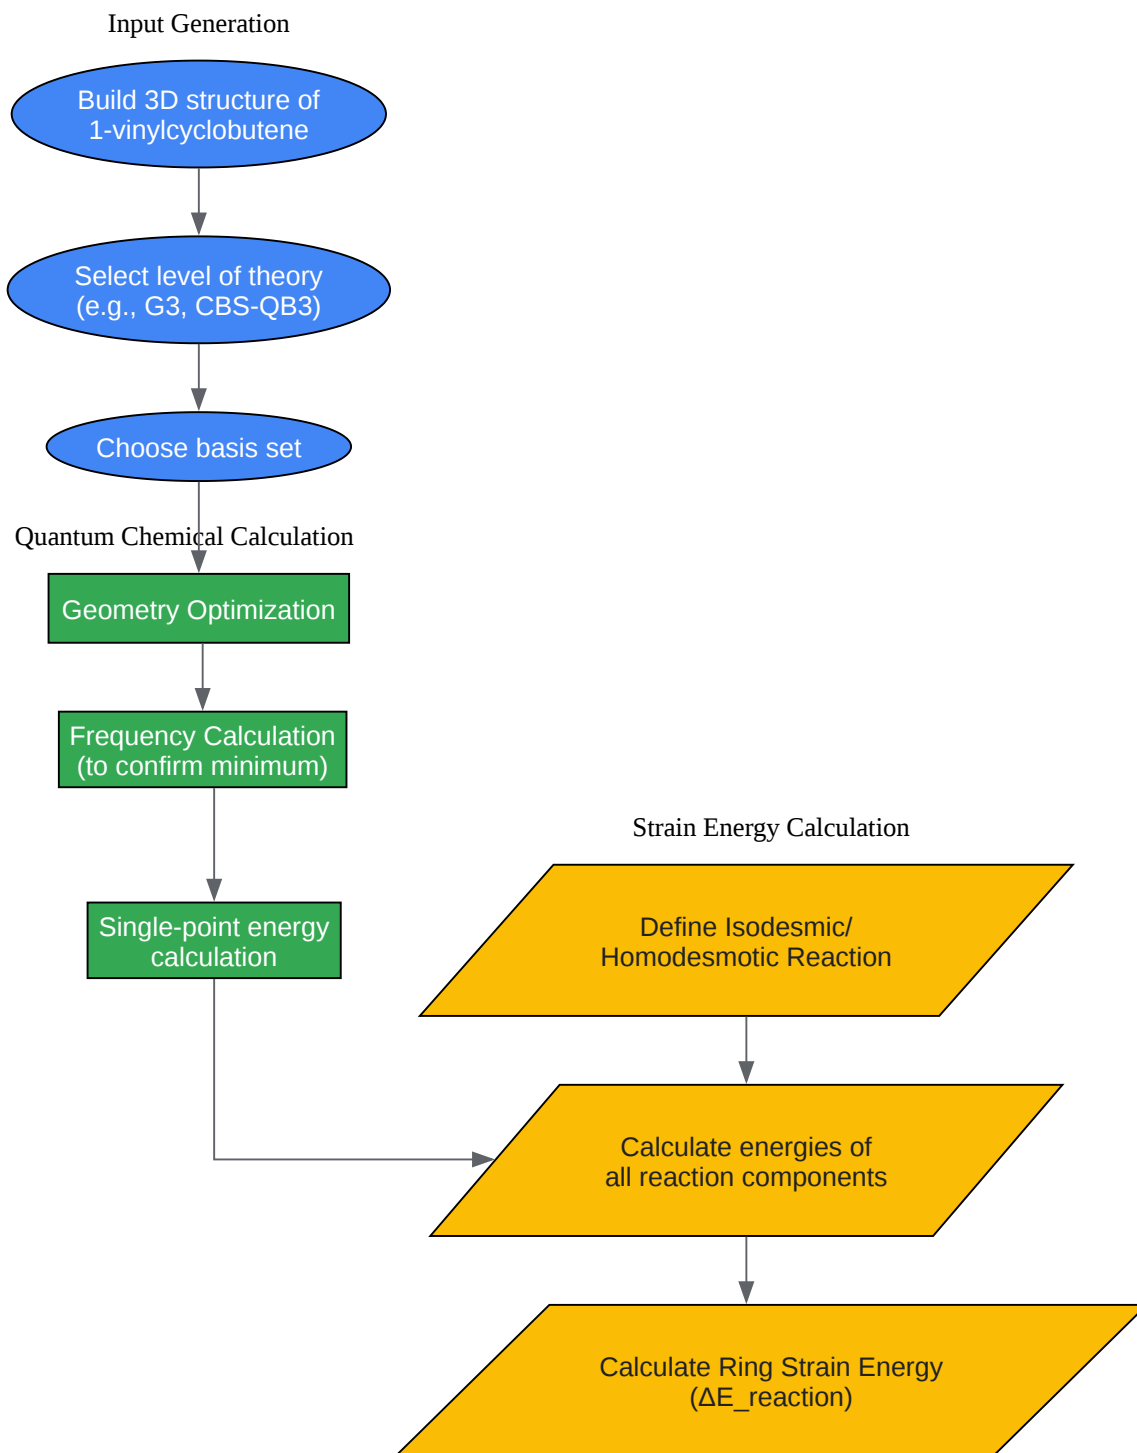 Input Generation
Build 3D structure of
1-vinylcyclobutene
Select level of theory
(e.g., G3, CBS-QB3)
Choose basis set
Quantum Chemical Calculation
Geometry Optimization
Frequency Calculation
(to confirm minimum)
Single-point energy
calculation
Strain Energy Calculation
Define Isodesmic/
Homodesmotic Reaction
Calculate energies of
all reaction components
Calculate Ring Strain Energy
(ΔE_reaction)